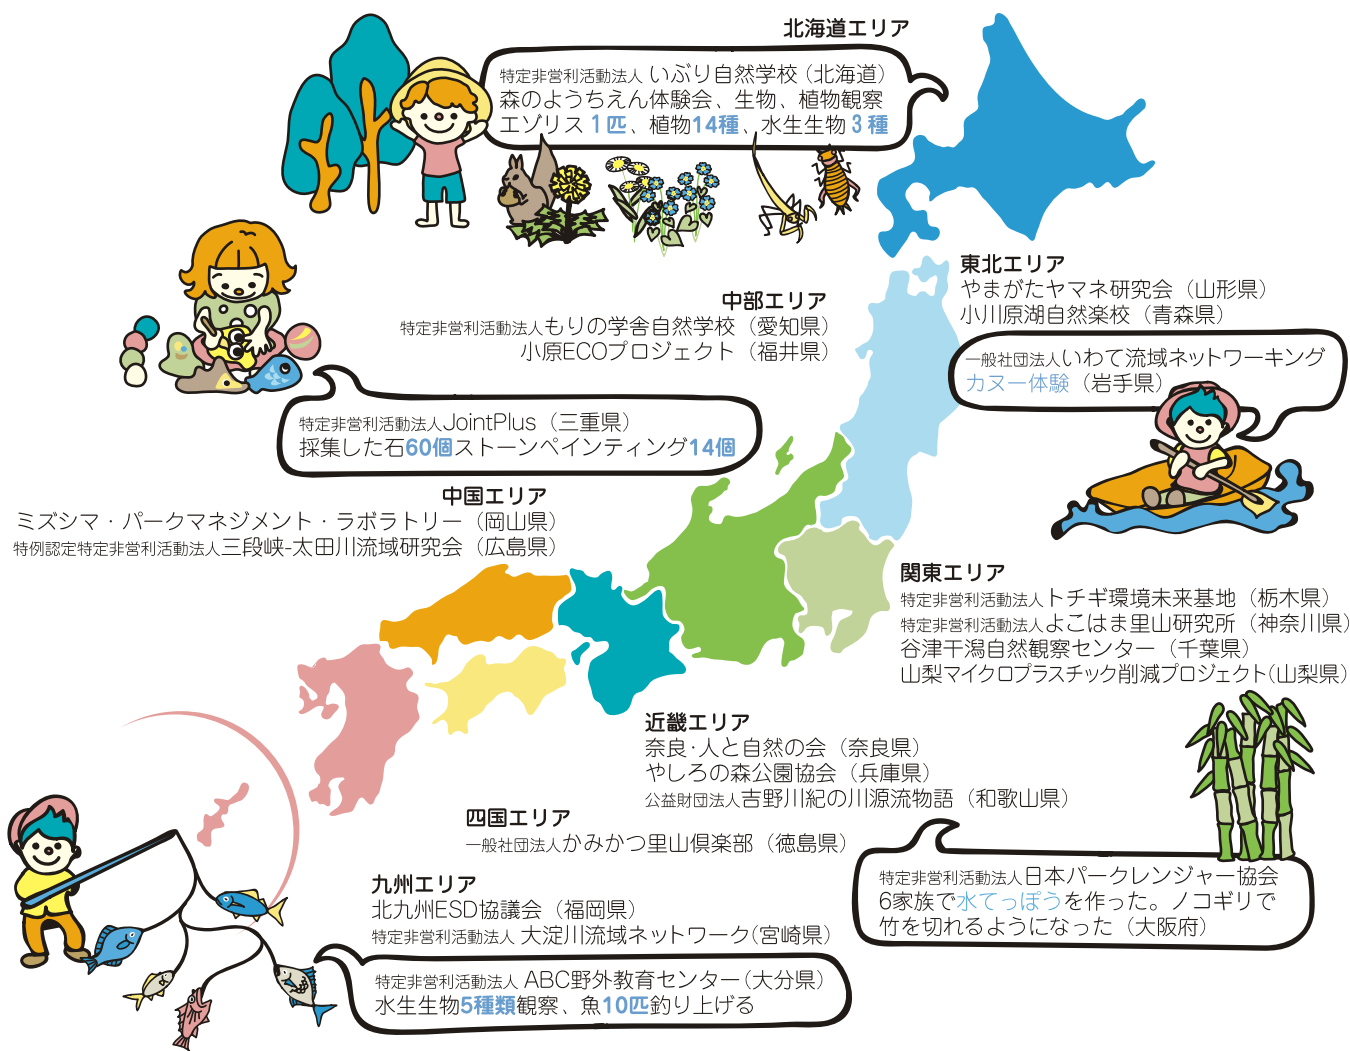 北海道エリア
特定非営利活動法人 いぶり自然学校（北海道）
森のようちえん体験会、生物、植物観察
エゾリス 1匹、植物14種、水生生物 3種
東北エリア
やまがたヤマネ研究会（山形県）
小川原湖自然楽校（青森県）
一般社団法人いわて流域ネットワーキング
カヌー体験（岩手県）
中部エリア
特定非営利活動法人もりの学舎自然学校（愛知県）
小原ECOプロジェクト（福井県）
特定非営利活動法人JointPlus（三重県）
採集した石60個ストーンペインティング14個
中国エリア
ミズシマ・パークマネジメント・ラボラトリー（岡山県）
特例認定特定非営利活動法人三段峡-太田川流域研究会（広島県）
関東エリア
特定非営利活動法人トチギ環境未来基地（栃木県）
特定非営利活動法人よこはま里山研究所（神奈川県）
谷津干潟自然観察センター（千葉県）
山梨マイクロプラスチック削減プロジェクト（山梨県）
近畿エリア
奈良・人と自然の会（奈良県）
やしろの森公園協会（兵庫県）
公益財団法人吉野川紀の川源流物語（和歌山県）
特定非営利活動法人日本パークレンジャー協会
6家族で水てっぽうを作った。ノコギリで
竹を切れるようになった（大阪府）
四国エリア
一般社団法人かみかつ里山倶楽部（徳島県）
九州エリア
北九州ESD協議会（福岡県）
特定非営利活動法人 大淀川流域ネットワーク（宮崎県）
特定非営利活動法人 ABC野外教育センター（大分県）
水生生物5種類観察、魚10匹釣り上げる